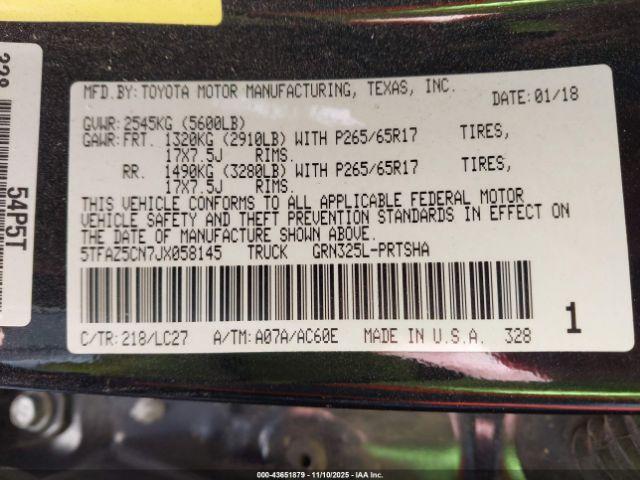 MFD.BY:TOYOTA MOTOR MANUFACTURING, TEXAS, INC.
DATE:01/18
GVWR:2545KG (5600LB)
GAWR:FRT. 1320KG (2910LB) WITH P265/65R17 TIRES,
17X7.5J RIMS.
RR. 1490KG (3280LB) WITH P265/65R17 TIRES,
17X7.5J RIMS.
THIS VEHICLE CONFORMS TO ALL APPLICABLE FEDERAL MOTOR
VEHICLE SAFETY AND THEFT PREVENTION STANDARDS IN EFFECT ON
THE DATE OF MANUFACTURE SHOWN ABOVE.
5TFAZ5CN7JX058145 TRUCK GRN325L-PRTSHA
C/TR:218/LC27 A/TM:A07A/AC60E MADE IN U.S.A. 328
1
54P5T
000-43651879 - 11/10/2025 - IAA Inc.